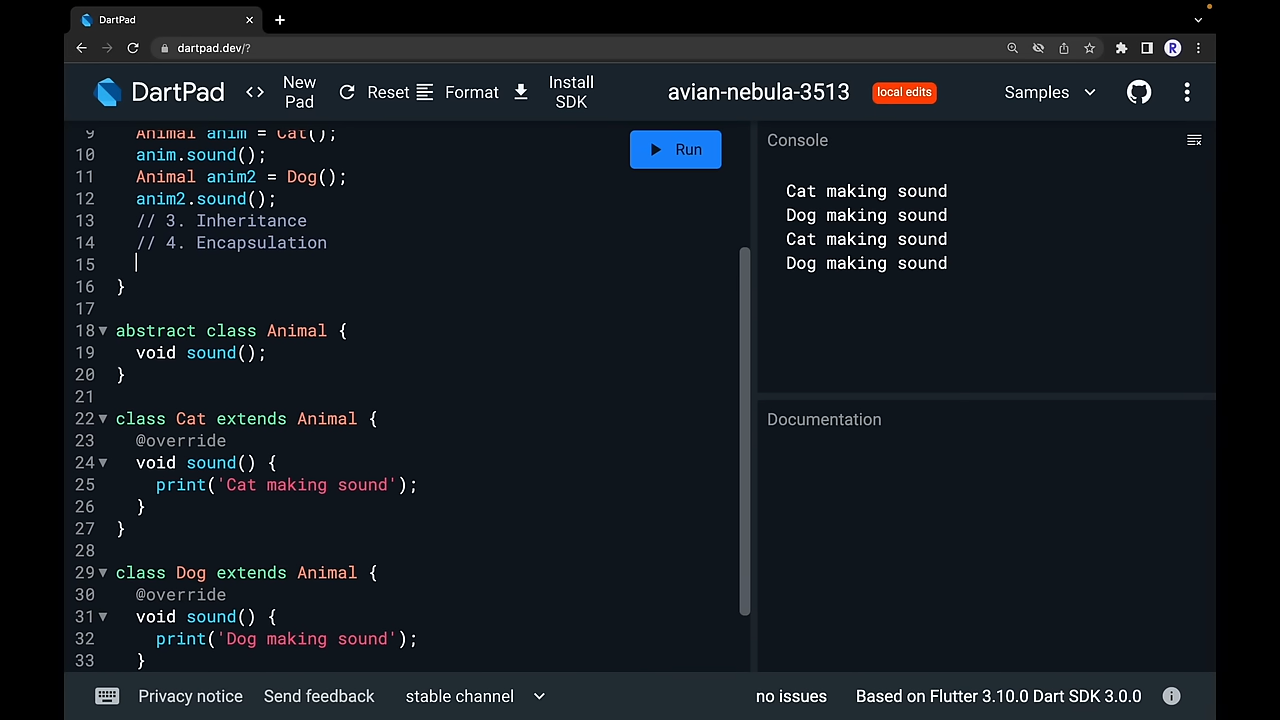 DartPad
dartpad.dev/?
R
DartPad
<>
New Pad
Reset
Format
Install SDK
avian-nebula-3513
local edits
Samples
9 Animal anim = Cat();
10 anim.sound();
11 Animal anim2 = Dog();
12 anim2.sound();
13 // 3. Inheritance
14 // 4. Encapsulation
15
16 }
17
18 abstract class Animal {
19 void sound();
20 }
21
22 class Cat extends Animal {
23 @override
24 void sound() {
25 print('Cat making sound');
26 }
27 }
28
29 class Dog extends Animal {
30 @override
31 void sound() {
32 print('Dog making sound');
33 }
Run
Console
Cat making sound
Dog making sound
Cat making sound
Dog making sound
Documentation
Privacy notice
Send feedback
stable channel
no issues
Based on Flutter 3.10.0 Dart SDK 3.0.0